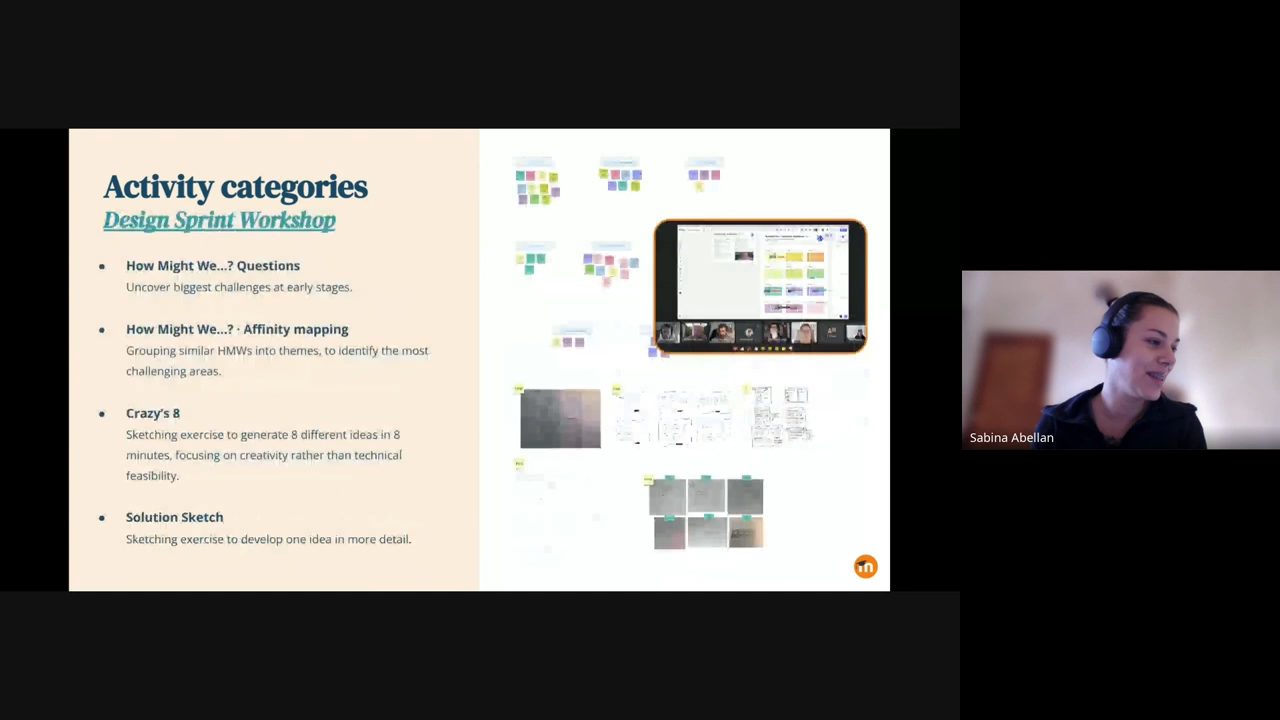 Activity categories
Design Sprint Workshop
● How Might We...? Questions
Uncover biggest challenges at early stages.
● How Might We...? · Affinity mapping
Grouping similar HMWs into themes, to identify the most
challenging areas.
● Crazy's 8
Sketching exercise to generate 8 different ideas in 8
minutes, focusing on creativity rather than technical
feasibility.
● Solution Sketch
Sketching exercise to develop one idea in more detail.
m
Sabina Abellan